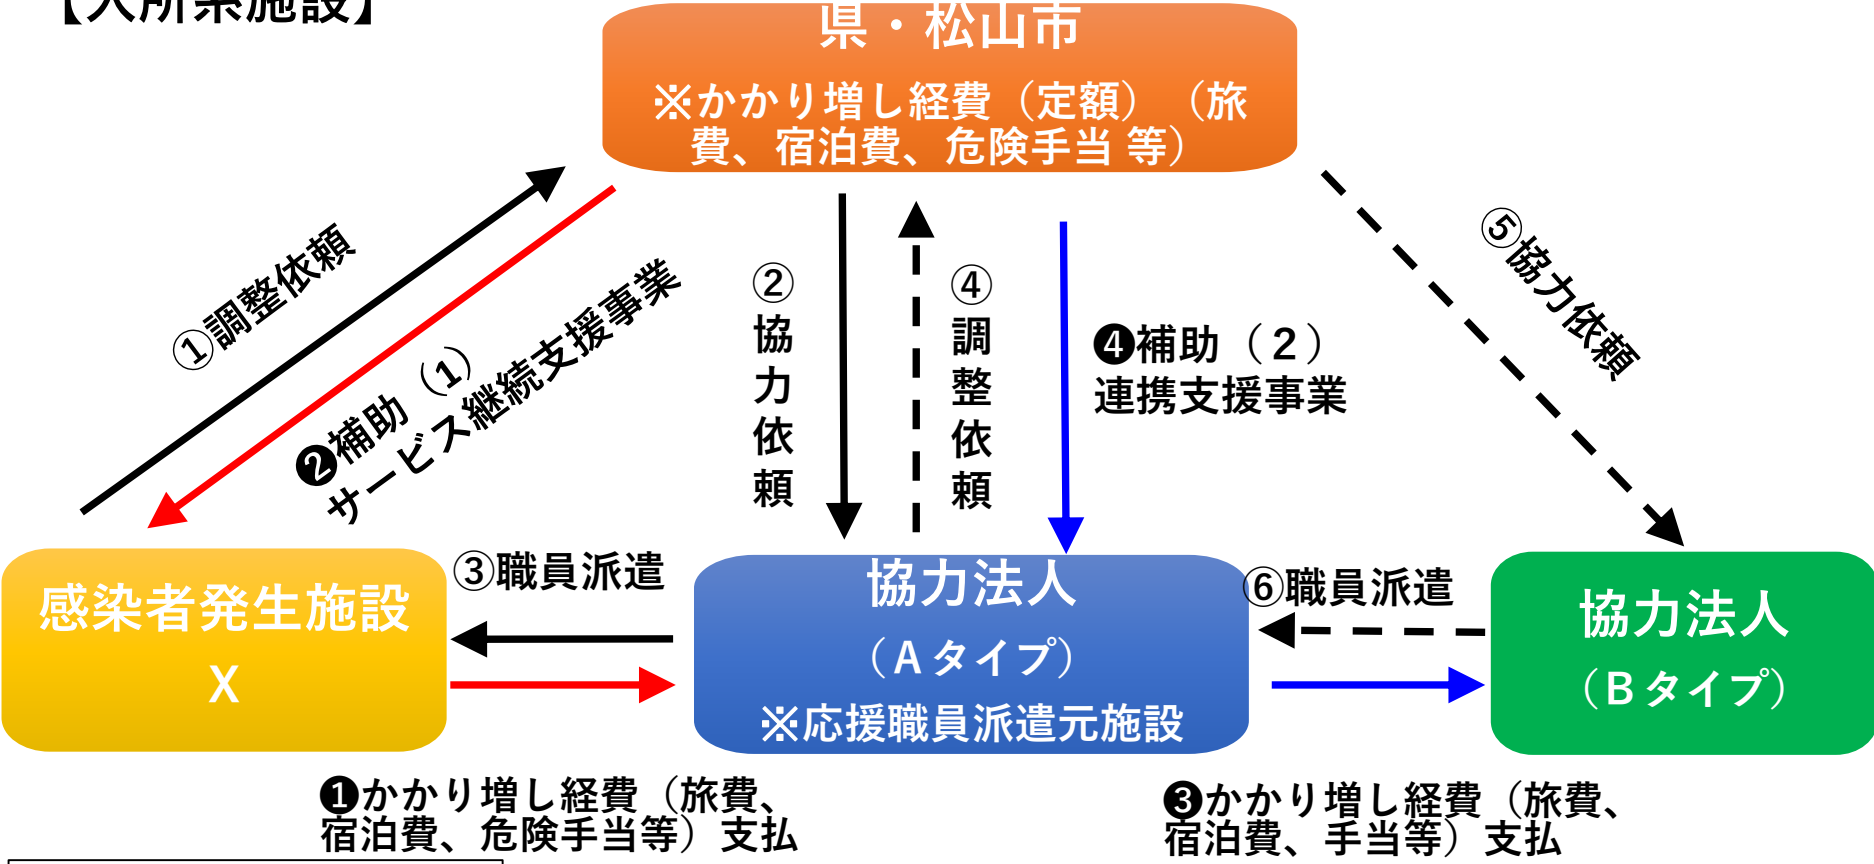 【入所系施設】
県・松山市
※かかり増し経費（定額）（旅
費、宿泊費、危険手当 等）
①調整依頼
❷補助（1）
サービス継続支援事業
②協力依頼
④調整依頼
❹補助（２）
連携支援事業
⑤協力依頼
感染者発生施設
X
③職員派遣
協力法人
（Ａタイプ）
※応援職員派遣元施設
⑥職員派遣
協力法人
（Ｂタイプ）
❶かかり増し経費（旅費、
宿泊費、危険手当等）支払
❸かかり増し経費（旅費、
宿泊費、手当等）支払